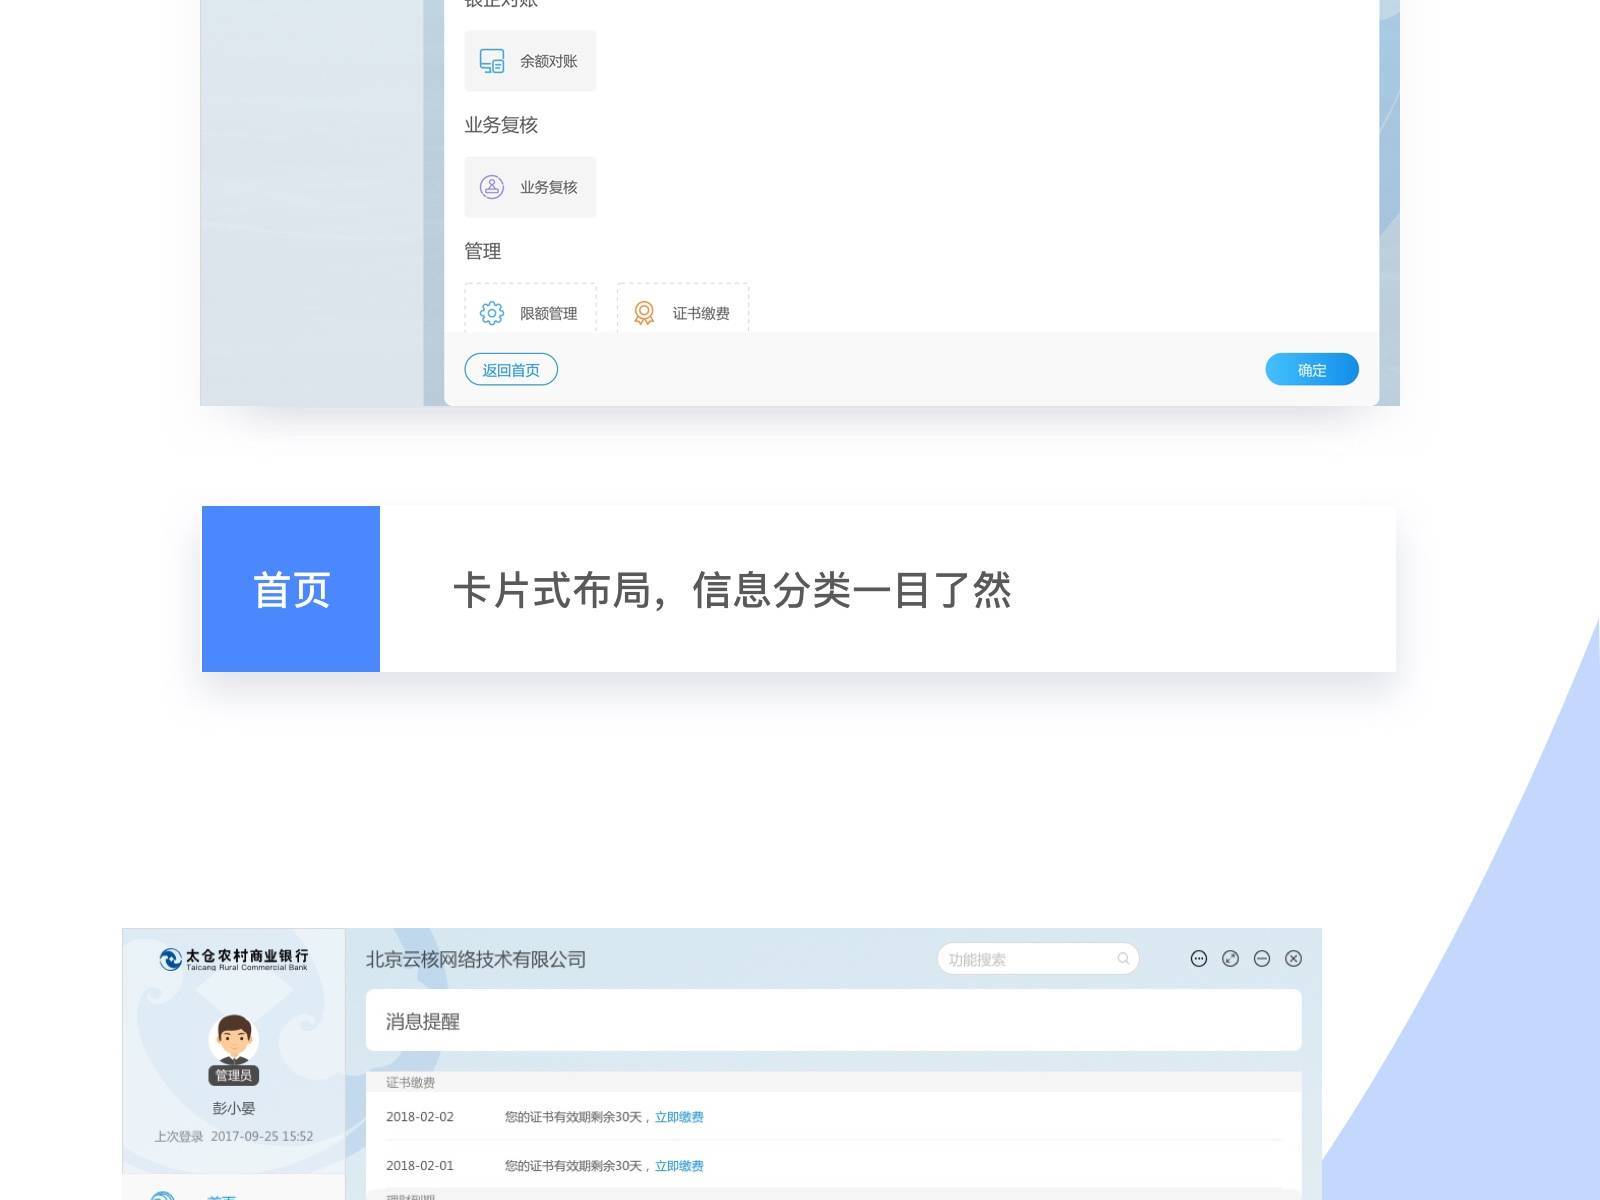 余额对账
业务复核
业务复核
管理
限额管理
证书缴费
返回首页
确定
首页
卡片式布局，信息分类一目了然
太仓农村商业银行
Taicang Rural Commercial Bank
北京云核网络技术有限公司
功能搜索
消息提醒
管理员
彭小晏
上次登录 2017-09-25 15:52
证书缴费
2018-02-02 您的证书有效期剩余30天，立即缴费
2018-02-01 您的证书有效期剩余30天，立即缴费
首页